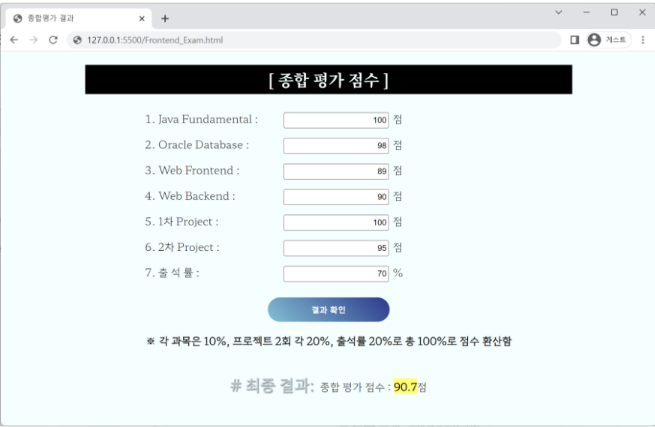 종합평가 결과
127.0.0.1:5500/Frontend_Exam.html
게스트
[ 종합 평가 점수 ]
1. Java Fundamental : 100 점
2. Oracle Database : 98 점
3. Web Frontend : 89 점
4. Web Backend : 90 점
5. 1차 Project : 100 점
6. 2차 Project : 95 점
7. 출 석 률 : 70 %
결과 확인
※ 각 과목은 10%, 프로젝트 2회 각 20%, 출석률 20%로 총 100%로 점수 환산함
# 최종 결과: 종합 평가 점수 : 90.7점